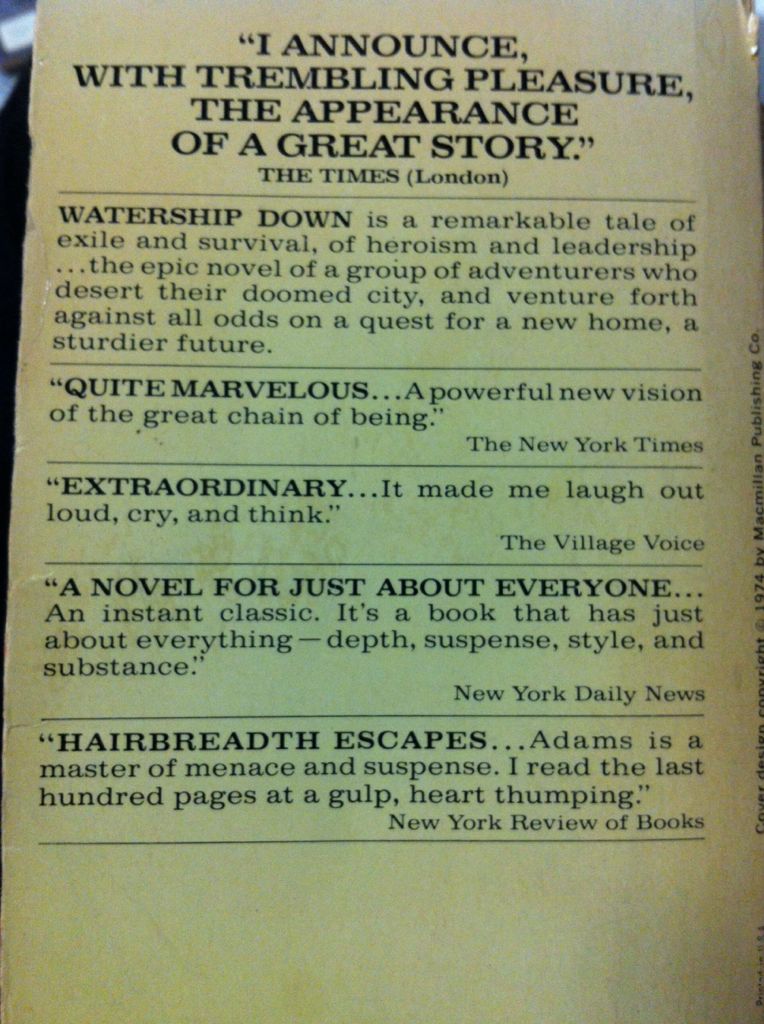 “I ANNOUNCE,
WITH TREMBLING PLEASURE,
THE APPEARANCE
OF A GREAT STORY.”
THE TIMES (London)
WATERSHIP DOWN is a remarkable tale of
exile and survival, of heroism and leadership
...the epic novel of a group of adventurers who
desert their doomed city, and venture forth
against all odds on a quest for a new home, a
sturdier future.
“QUITE MARVELOUS...A powerful new vision
of the great chain of being.”
The New York Times
“EXTRAORDINARY...It made me laugh out
loud, cry, and think.”
The Village Voice
“A NOVEL FOR JUST ABOUT EVERYONE...
An instant classic. It's a book that has just
about everything—depth, suspense, style, and
substance.”
New York Daily News
“HAIRBREADTH ESCAPES...Adams is a
master of menace and suspense. I read the last
hundred pages at a gulp, heart thumping.”
New York Review of Books
Cover design copyright © 1974 by Macmillan Publishing Co.